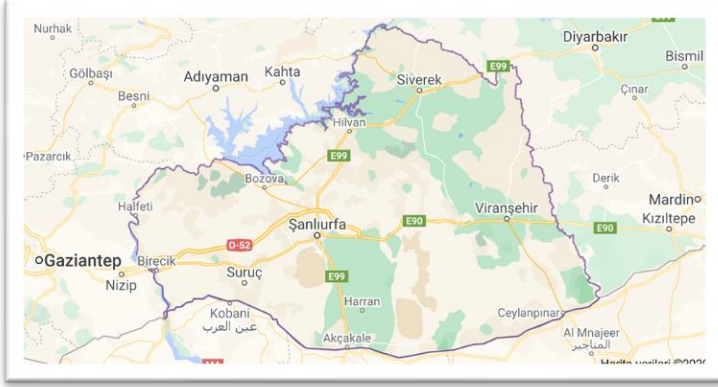 Nurhak
Diyarbakır
Bismil
Gölbaşı
Adıyaman
Kahta
Siverek
E99
Besni
Çınar
Hilvan
Pazarcık
E99
Bozova
Derik
Halfeti
Viranşehir
Mardin
Şanlıurfa
E90
Kızıltepe
E90
O-52
Gaziantep
Birecik
Suruç
E99
Nizip
Harran
Kobani
عين العرب
Ceylanpınar
Akçakale
Al Mnajeer
المناجير